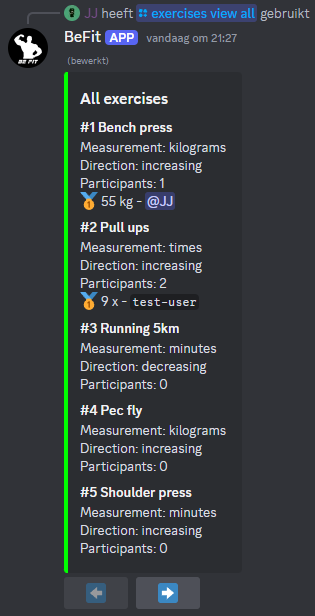 JJ heeft exercises view all gebruikt
BeFit APP vandaag om 21:27
(bewerkt)
BE FIT
All exercises
#1 Bench press
Measurement: kilograms
Direction: increasing
Participants: 1
🥇 55 kg - @JJ
#2 Pull ups
Measurement: times
Direction: increasing
Participants: 2
🥇 9 x - test-user
#3 Running 5km
Measurement: minutes
Direction: decreasing
Participants: 0
#4 Pec fly
Measurement: kilograms
Direction: increasing
Participants: 0
#5 Shoulder press
Measurement: minutes
Direction: increasing
Participants: 0